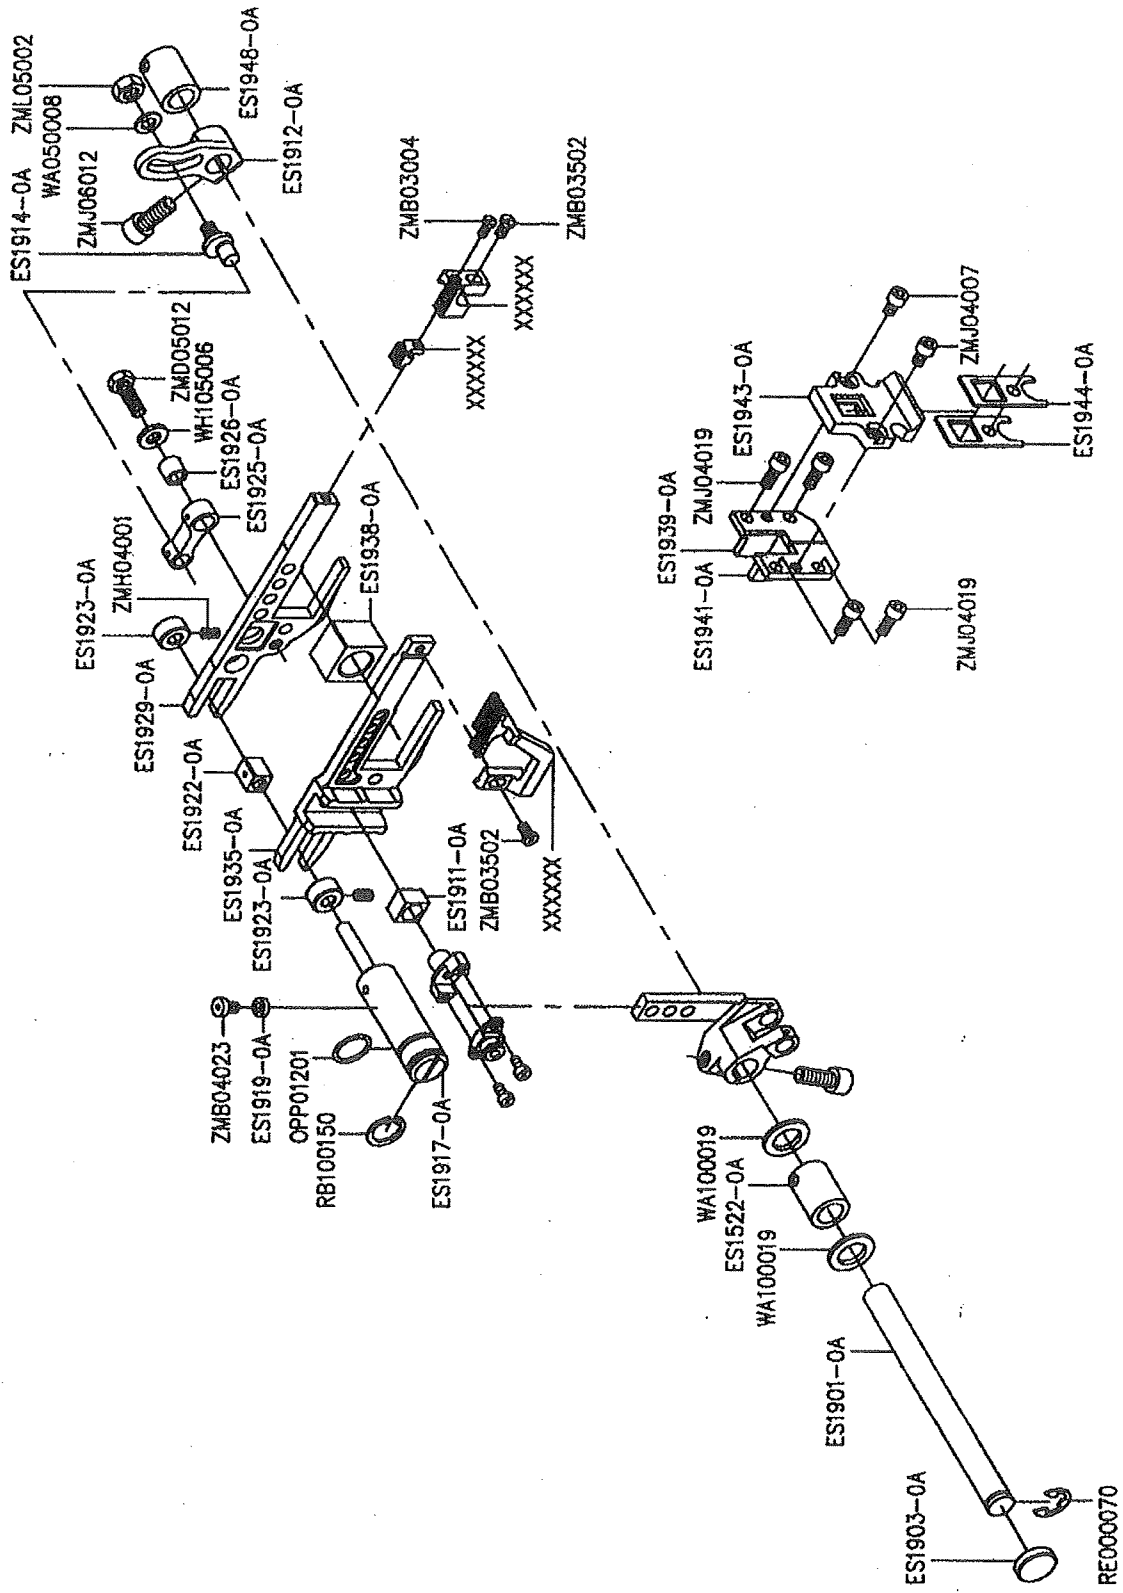 ES1914-0A
WA050008
ZML05002
ZMJ06012
ES1948-0A
ES1912-0A
ZMD05012
WH105006
ES1926-0A
ES1925-0A
ES1923-0A
ZMH04001
ES1929-0A
ES1938-0A
ES1922-0A
ES1935-0A
ES1923-0A
ZMB03004
ZMB03502
XXXXXX
XXXXXX
ES1911-0A
ZMB03502
XXXXXX
ZMB04023
ES1919-0A
OPP01201
RB100150
ES1917-0A
ES1939-0A
ZMJ04019
ES1943-0A
ES1941-0A
ZMJ04007
ZMJ04019
ES1944-0A
WA100019
ES1522-0A
WA100019
ES1901-0A
ES1903-0A
RE000070